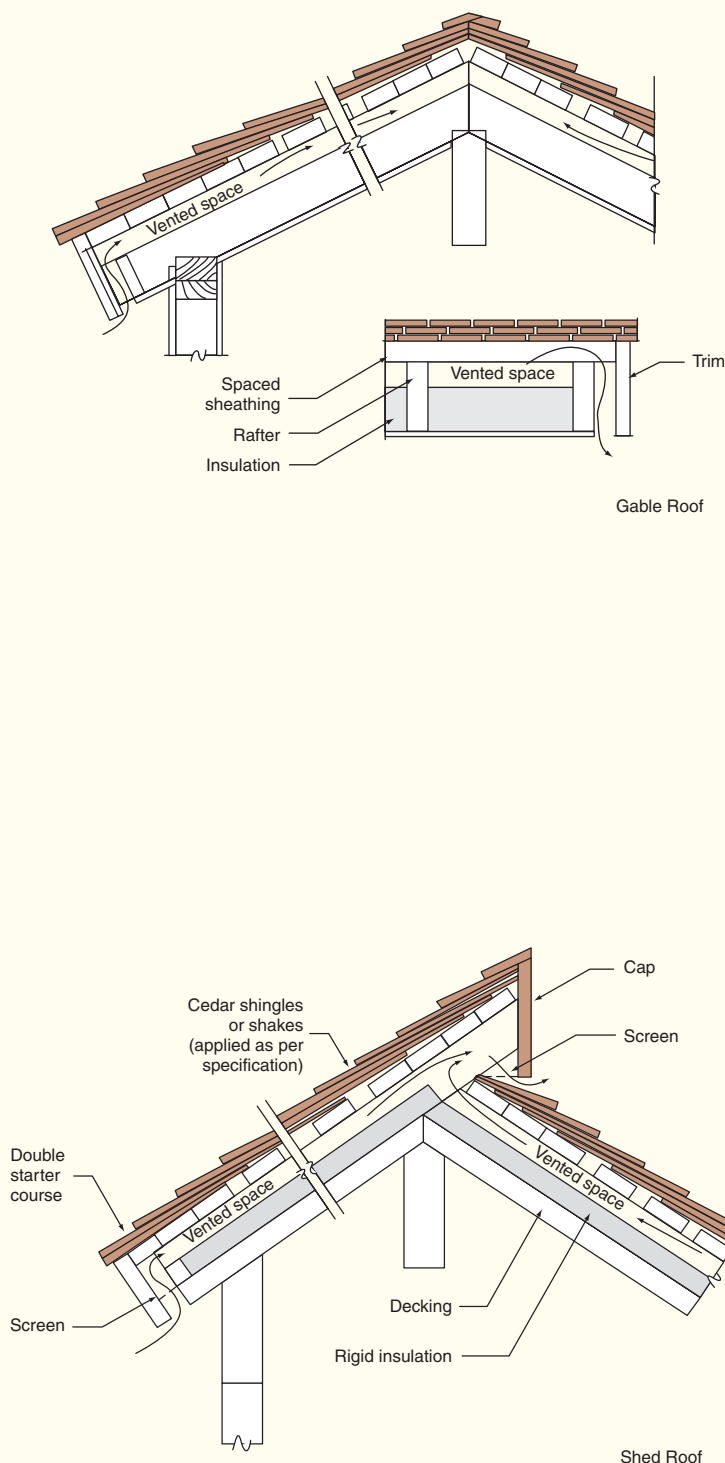 Vented space
Vented space
Spaced
sheathing
Trim
Rafter
Insulation
Gable Roof
Cap
Cedar shingles
or shakes
(applied as per
specification)
Screen
Double
starter
course
Vented space
Vented space
Screen
Decking
Rigid insulation
Shed Roof